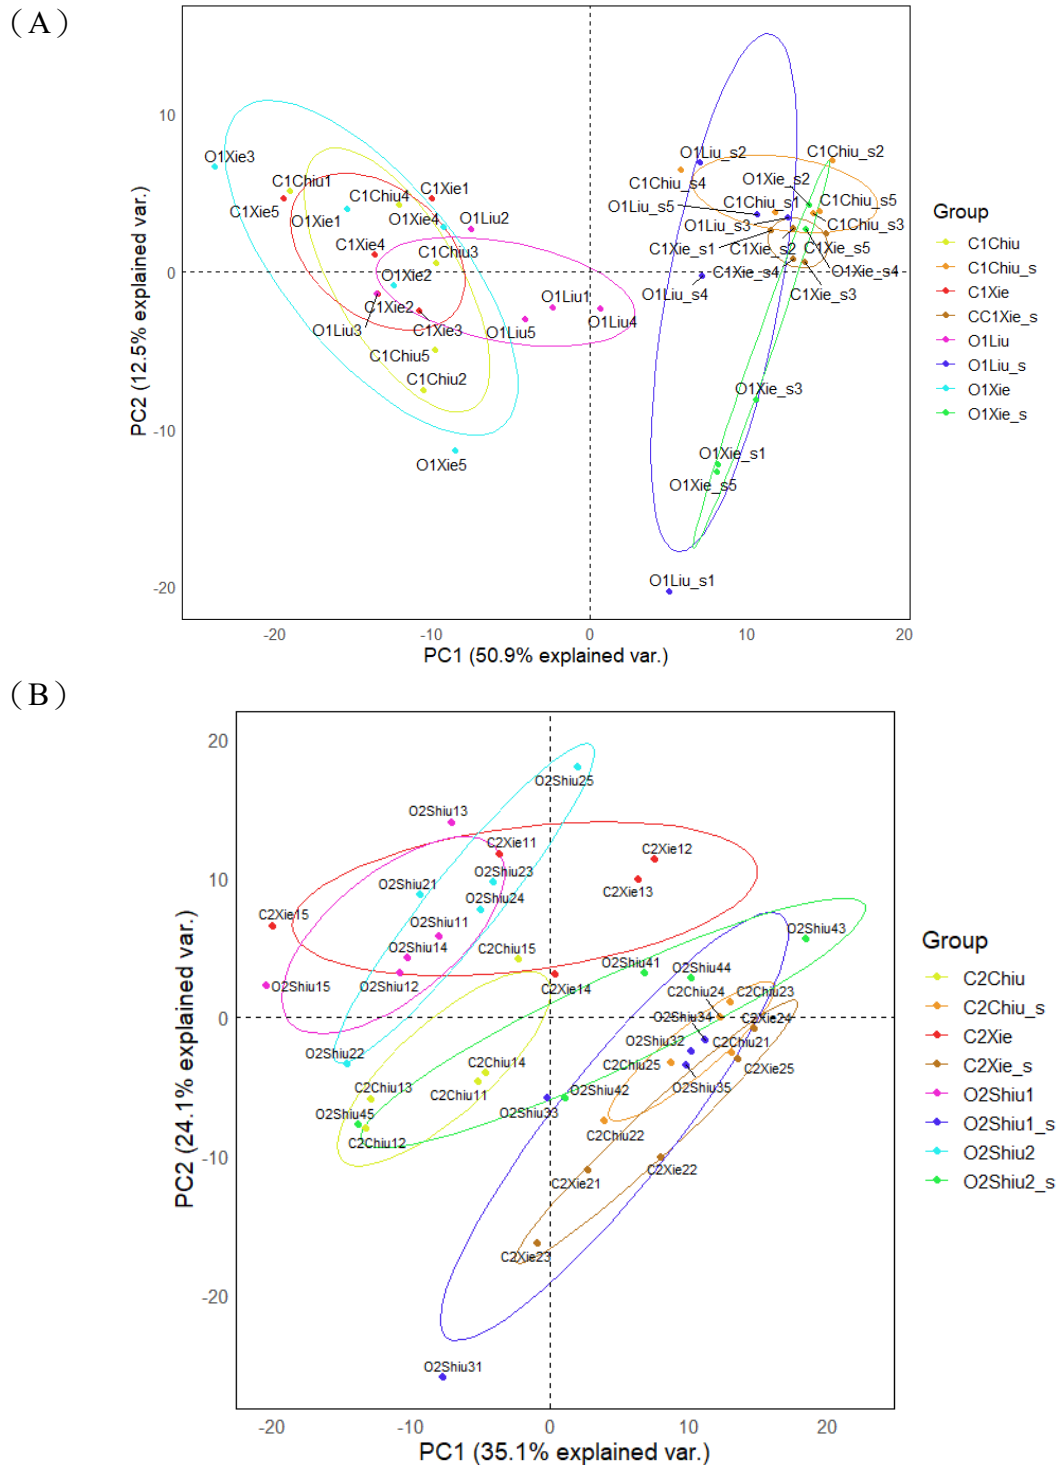 （A）
O1Xie3
C1Chiu1
C1Xie5
O1Xie1
C1Chiu4
C1Xie1
O1Xie4
O1Liu2
C1Xie4
C1Chiu3
O1Xie2
C1Xie2
O1Liu3
C1Xie3
O1Liu1
O1Liu5
O1Liu4
C1Chiu5
C1Chiu2
O1Xie5
O1Liu_s2
C1Chiu_s2
C1Chiu_s4
O1Xie_s2
O1Liu_s5
C1Chiu_s1
C1Chiu_s5
O1Liu_s3
C1Chiu_s3
C1Xie_s1
C1Xie_s2
C1Xie_s5
C1Xie_s4
O1Xie_s4
O1Liu_s4
C1Xie_s3
O1Xie_s3
O1Xie_s1
O1Xie_s5
O1Liu_s1
10
0
-10
-20
PC2 (12.5% explained var.)
-20
-10
0
10
20
PC1 (50.9% explained var.)
Group
C1Chiu
C1Chiu_s
C1Xie
CC1Xie_s
O1Liu
O1Liu_s
O1Xie
O1Xie_s
（B）
O2Shiu25
O2Shiu13
C2Xie11
C2Xie12
O2Shiu21
O2Shiu23
C2Xie13
O2Shiu24
C2Xie15
O2Shiu11
O2Shiu14
C2Chiu15
O2Shiu12
O2Shiu15
C2Xie14
O2Shiu41
O2Shiu43
O2Shiu44
C2Chiu24
C2Chiu23
O2Shiu34
C2Xie24
O2Shiu22
O2Shiu32
C2Chiu21
C2Chiu14
C2Chiu25
C2Xie25
C2Chiu13
C2Chiu11
O2Shiu42
O2Shiu35
O2Shiu45
O2Shiu33
C2Chiu12
C2Chiu22
C2Xie22
C2Xie21
C2Xie23
O2Shiu31
20
10
0
-10
-20
PC2 (24.1% explained var.)
-20
-10
0
10
20
PC1 (35.1% explained var.)
Group
C2Chiu
C2Chiu_s
C2Xie
C2Xie_s
O2Shiu1
O2Shiu1_s
O2Shiu2
O2Shiu2_s